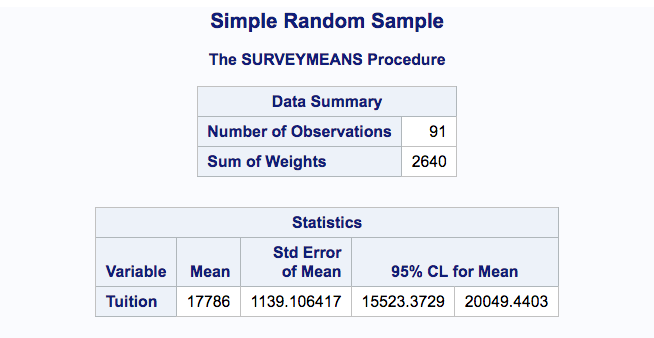 Simple Random Sample
The SURVEYMEANS Procedure
Data Summary
Number of Observations 91
Sum of Weights 2640
Statistics
Variable Mean Std Error of Mean 95% CL for Mean
Tuition 17786 1139.106417 15523.3729 20049.4403